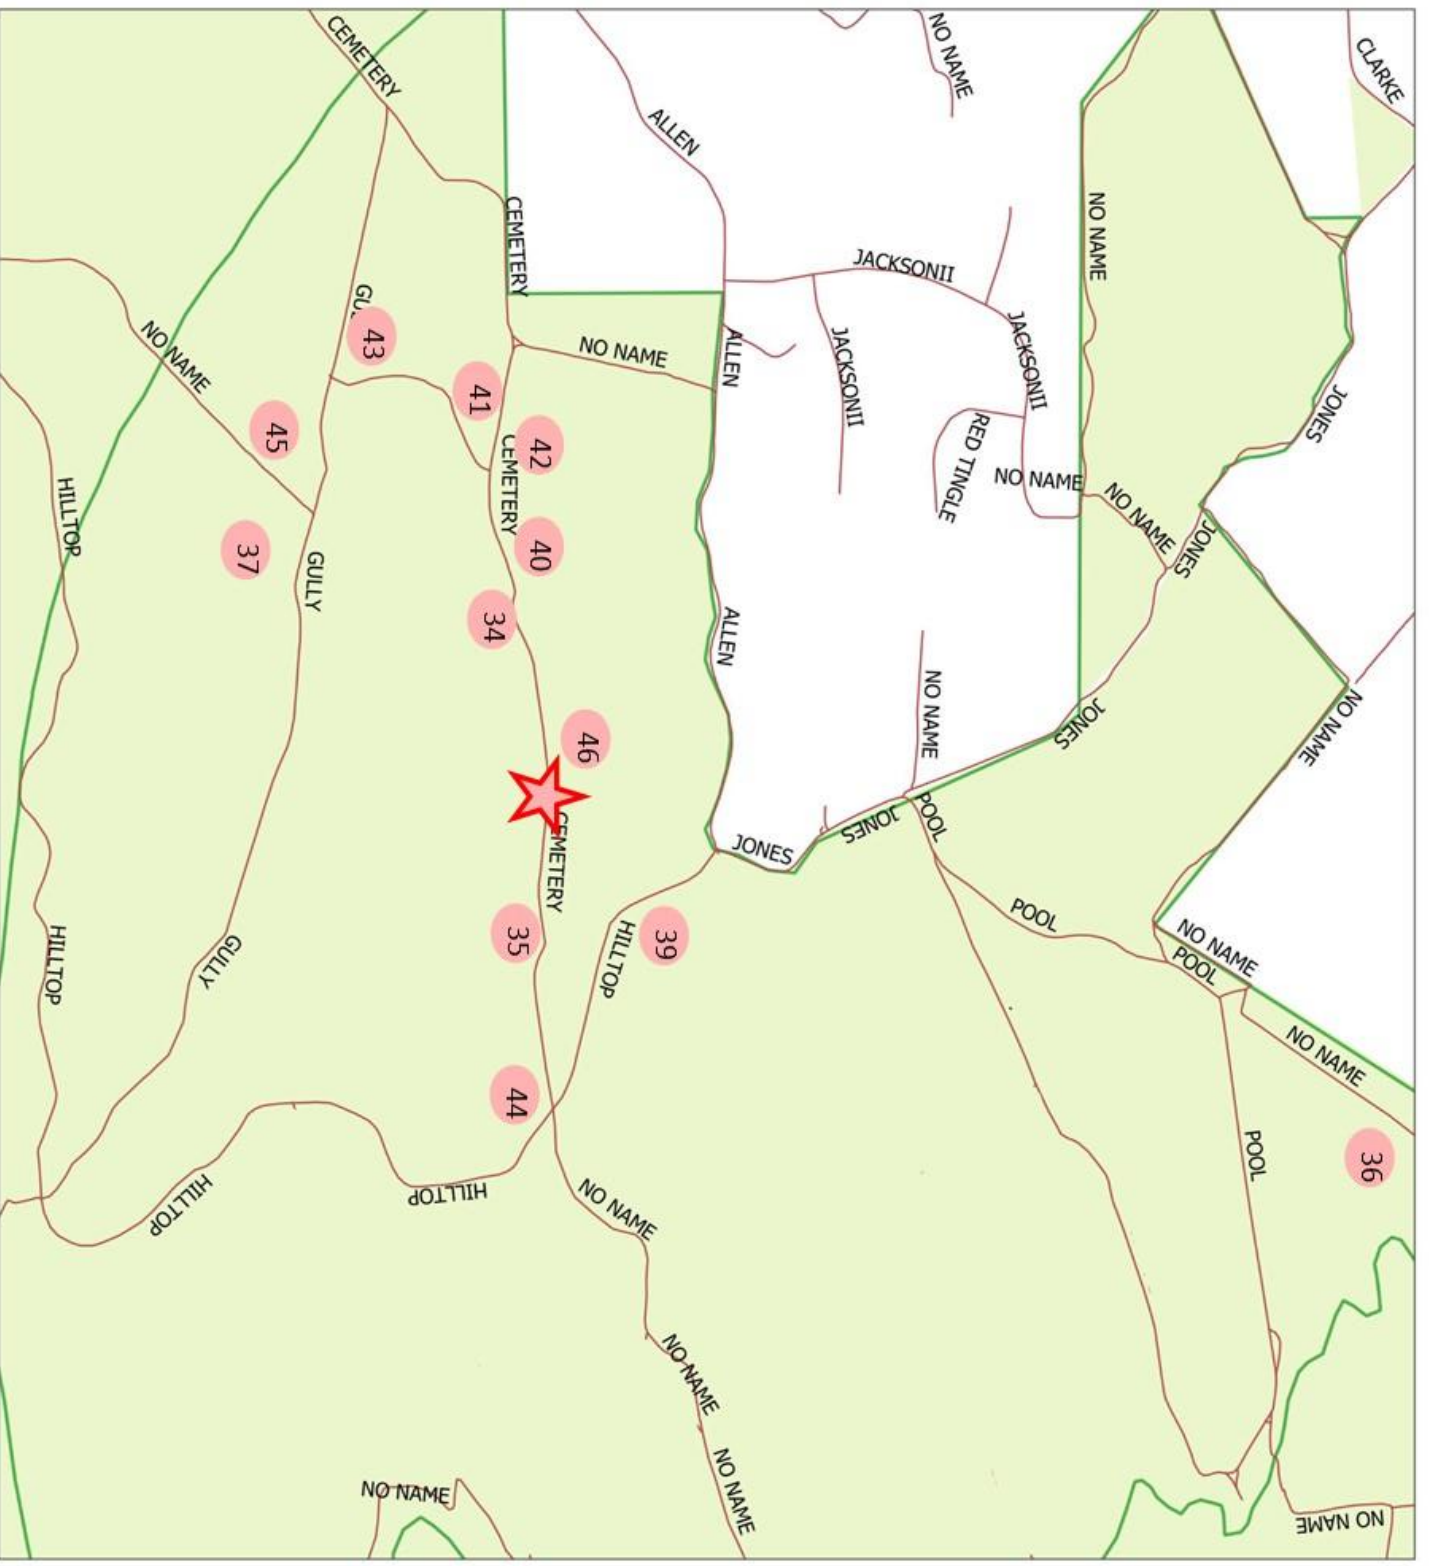 CEMETERY
NO NAME
CLARKE
ALLEN
NO NAME
CEMETERY
JACKSONII
GU
43
NO NAME
NO NAME
ALLEN
JACKSONII
JACKSONII
41
45
42
CEMETERY
RED TINGLE
NO NAME
JONES
HILLTOP
NO NAME
JONES
40
37
GULLY
34
ALLEN
NO NAME
JONES
NO NAME
46
CEMETERY
JONES
POOL
JONES
35
39
HILLTOP
POOL
NO NAME
POOL
HILLTOP
GULLY
44
NO NAME
POOL
36
HILLTOP
HILLTOP
NO NAME
NO NAME
NO NAME
NO NAME
NO NAME